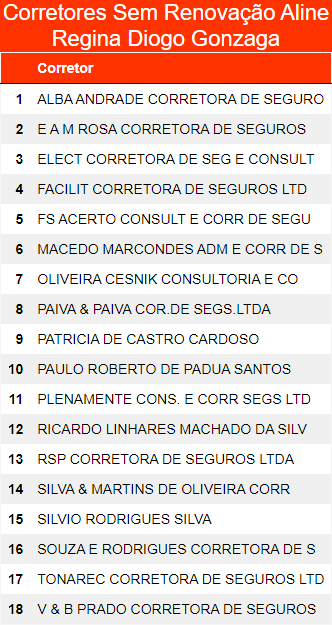 Corretores Sem Renovação Aline
Regina Diogo Gonzaga
Corretor
1 ALBA ANDRADE CORRETORA DE SEGURO
2 E A M ROSA CORRETORA DE SEGUROS
3 ELECT CORRETORA DE SEG E CONSULT
4 FACILIT CORRETORA DE SEGUROS LTD
5 FS ACERTO CONSULT E CORR DE SEGU
6 MACEDO MARCONDES ADM E CORR DE S
7 OLIVEIRA CESNIK CONSULTORIA E CO
8 PAIVA & PAIVA COR.DE SEGS.LTDA
9 PATRICIA DE CASTRO CARDOSO
10 PAULO ROBERTO DE PADUA SANTOS
11 PLENAMENTE CONS. E CORR SEGS LTD
12 RICARDO LINHARES MACHADO DA SILV
13 RSP CORRETORA DE SEGUROS LTDA
14 SILVA & MARTINS DE OLIVEIRA CORR
15 SILVIO RODRIGUES SILVA
16 SOUZA E RODRIGUES CORRETORA DE S
17 TONAREC CORRETORA DE SEGUROS LTD
18 V & B PRADO CORRETORA DE SEGUROS